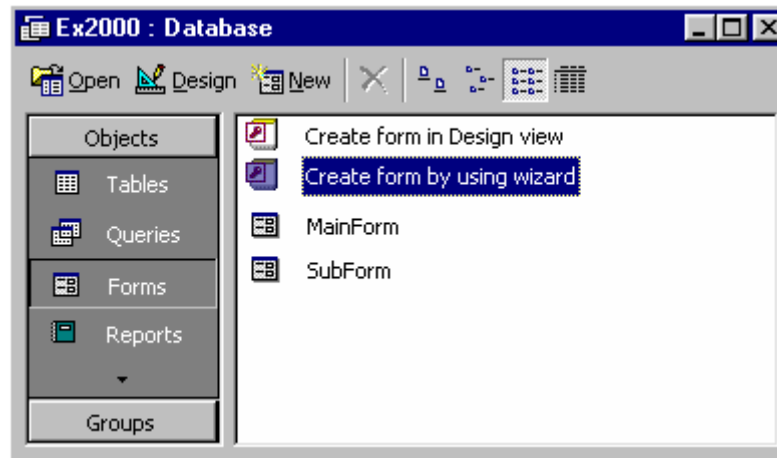 Ex2000 : Database
Open Design New
Objects
Tables
Queries
Forms
Reports
Groups
Create form in Design view
Create form by using wizard
MainForm
SubForm